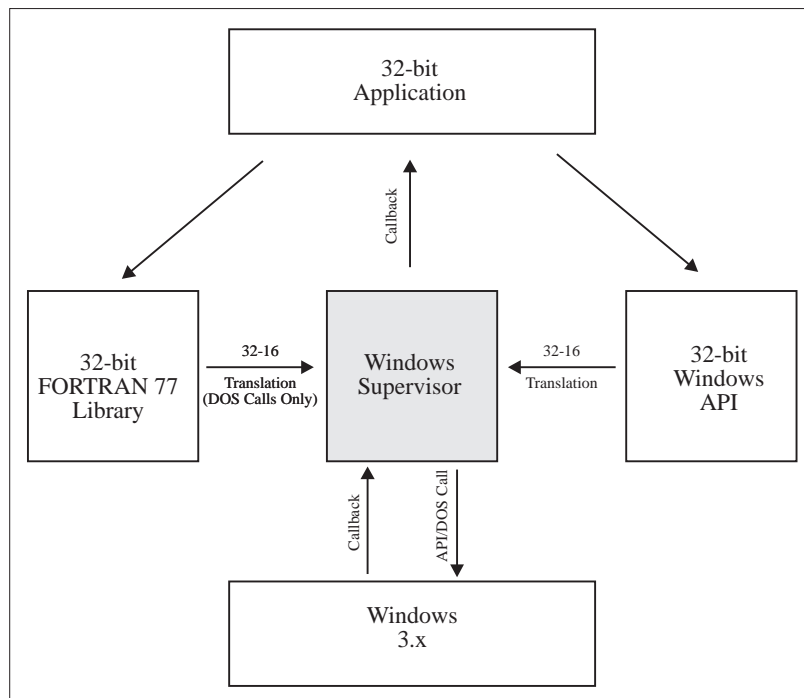 32-bit
Application
Callback
32-bit
FORTRAN 77
Library
32-16
Translation
(DOS Calls Only)
Windows
Supervisor
32-16
Translation
32-bit
Windows
API
Callback
API/DOS Call
Windows
3.x